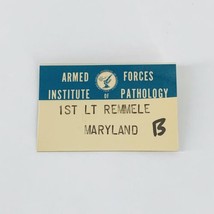 ARMED FORCES
INSTITUTE OF PATHOLOGY
1ST LT REMMELE
MARYLAND B